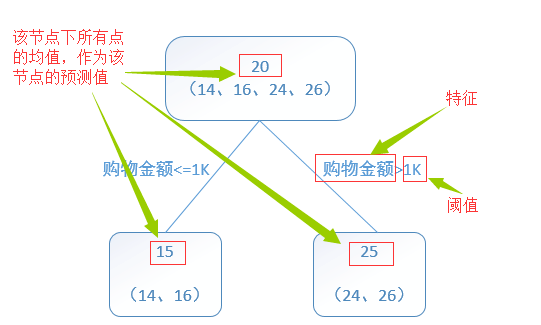 该节点下所有点
的均值，作为该
节点的预测值
20
（14、16、24、26）
特征
购物金额<=1K
购物金额>1K
阈值
15
25
（14、16）
（24、26）